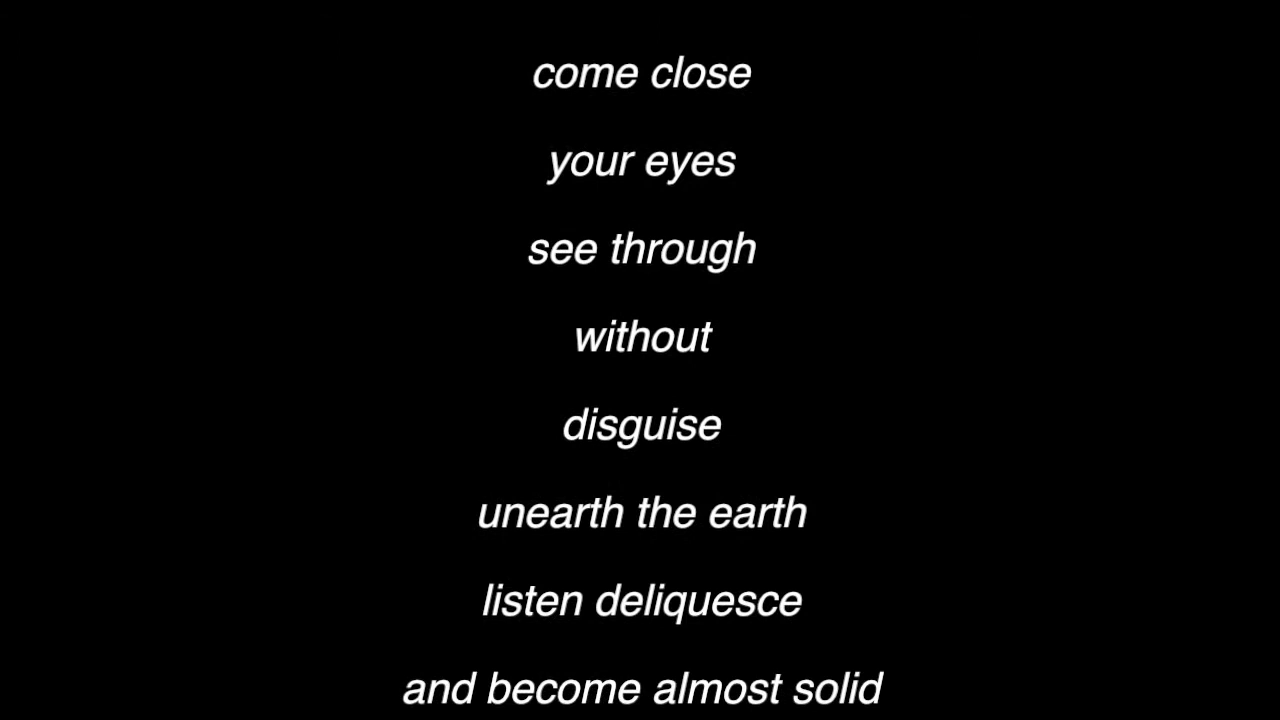 come close
your eyes
see through
without
disguise
unearth the earth
listen deliquesce
and become almost solid